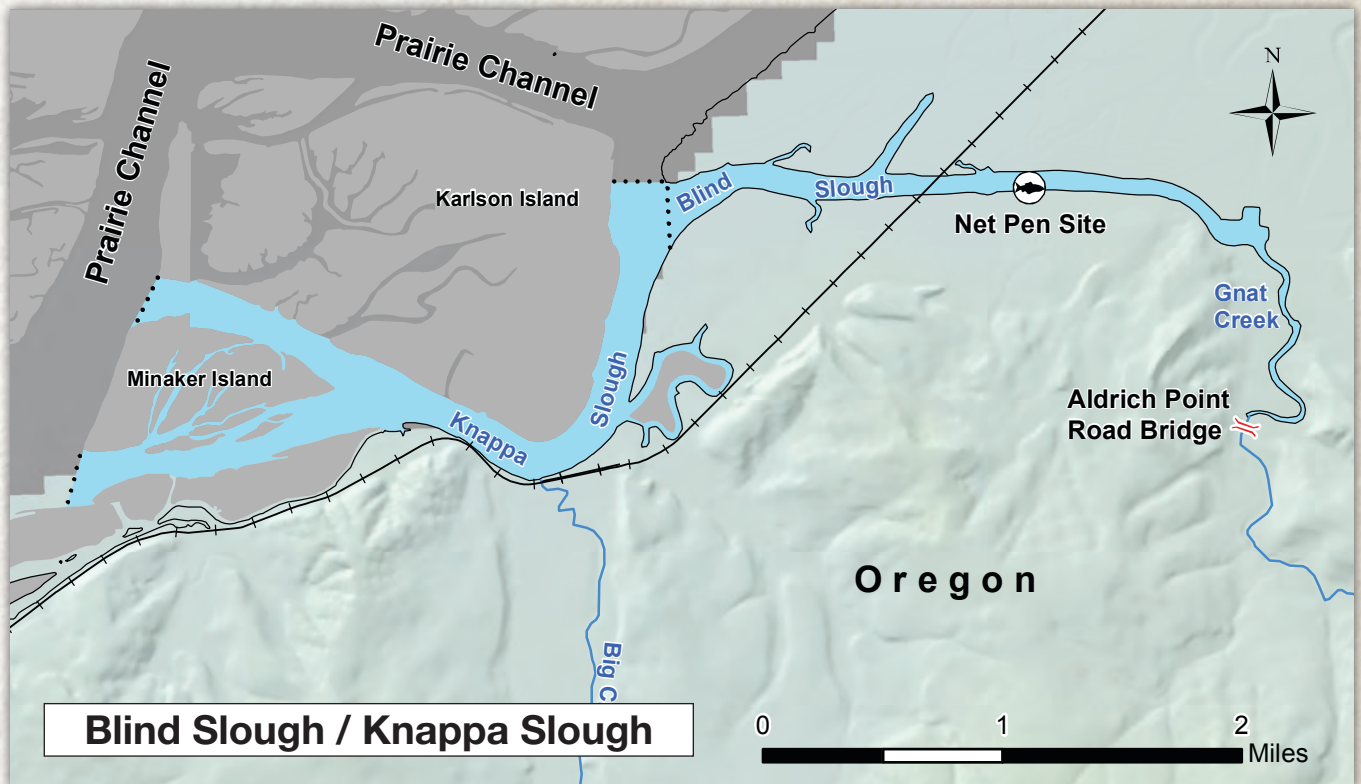 Prairie Channel
Prairie Channel
N
Karlson Island
Blind
Slough
Net Pen Site
Gnat
Creek
Minaker Island
Slough
Knappa
Aldrich Point
Road Bridge
Oregon
Big C
Blind Slough / Knappa Slough
0 1 2
Miles